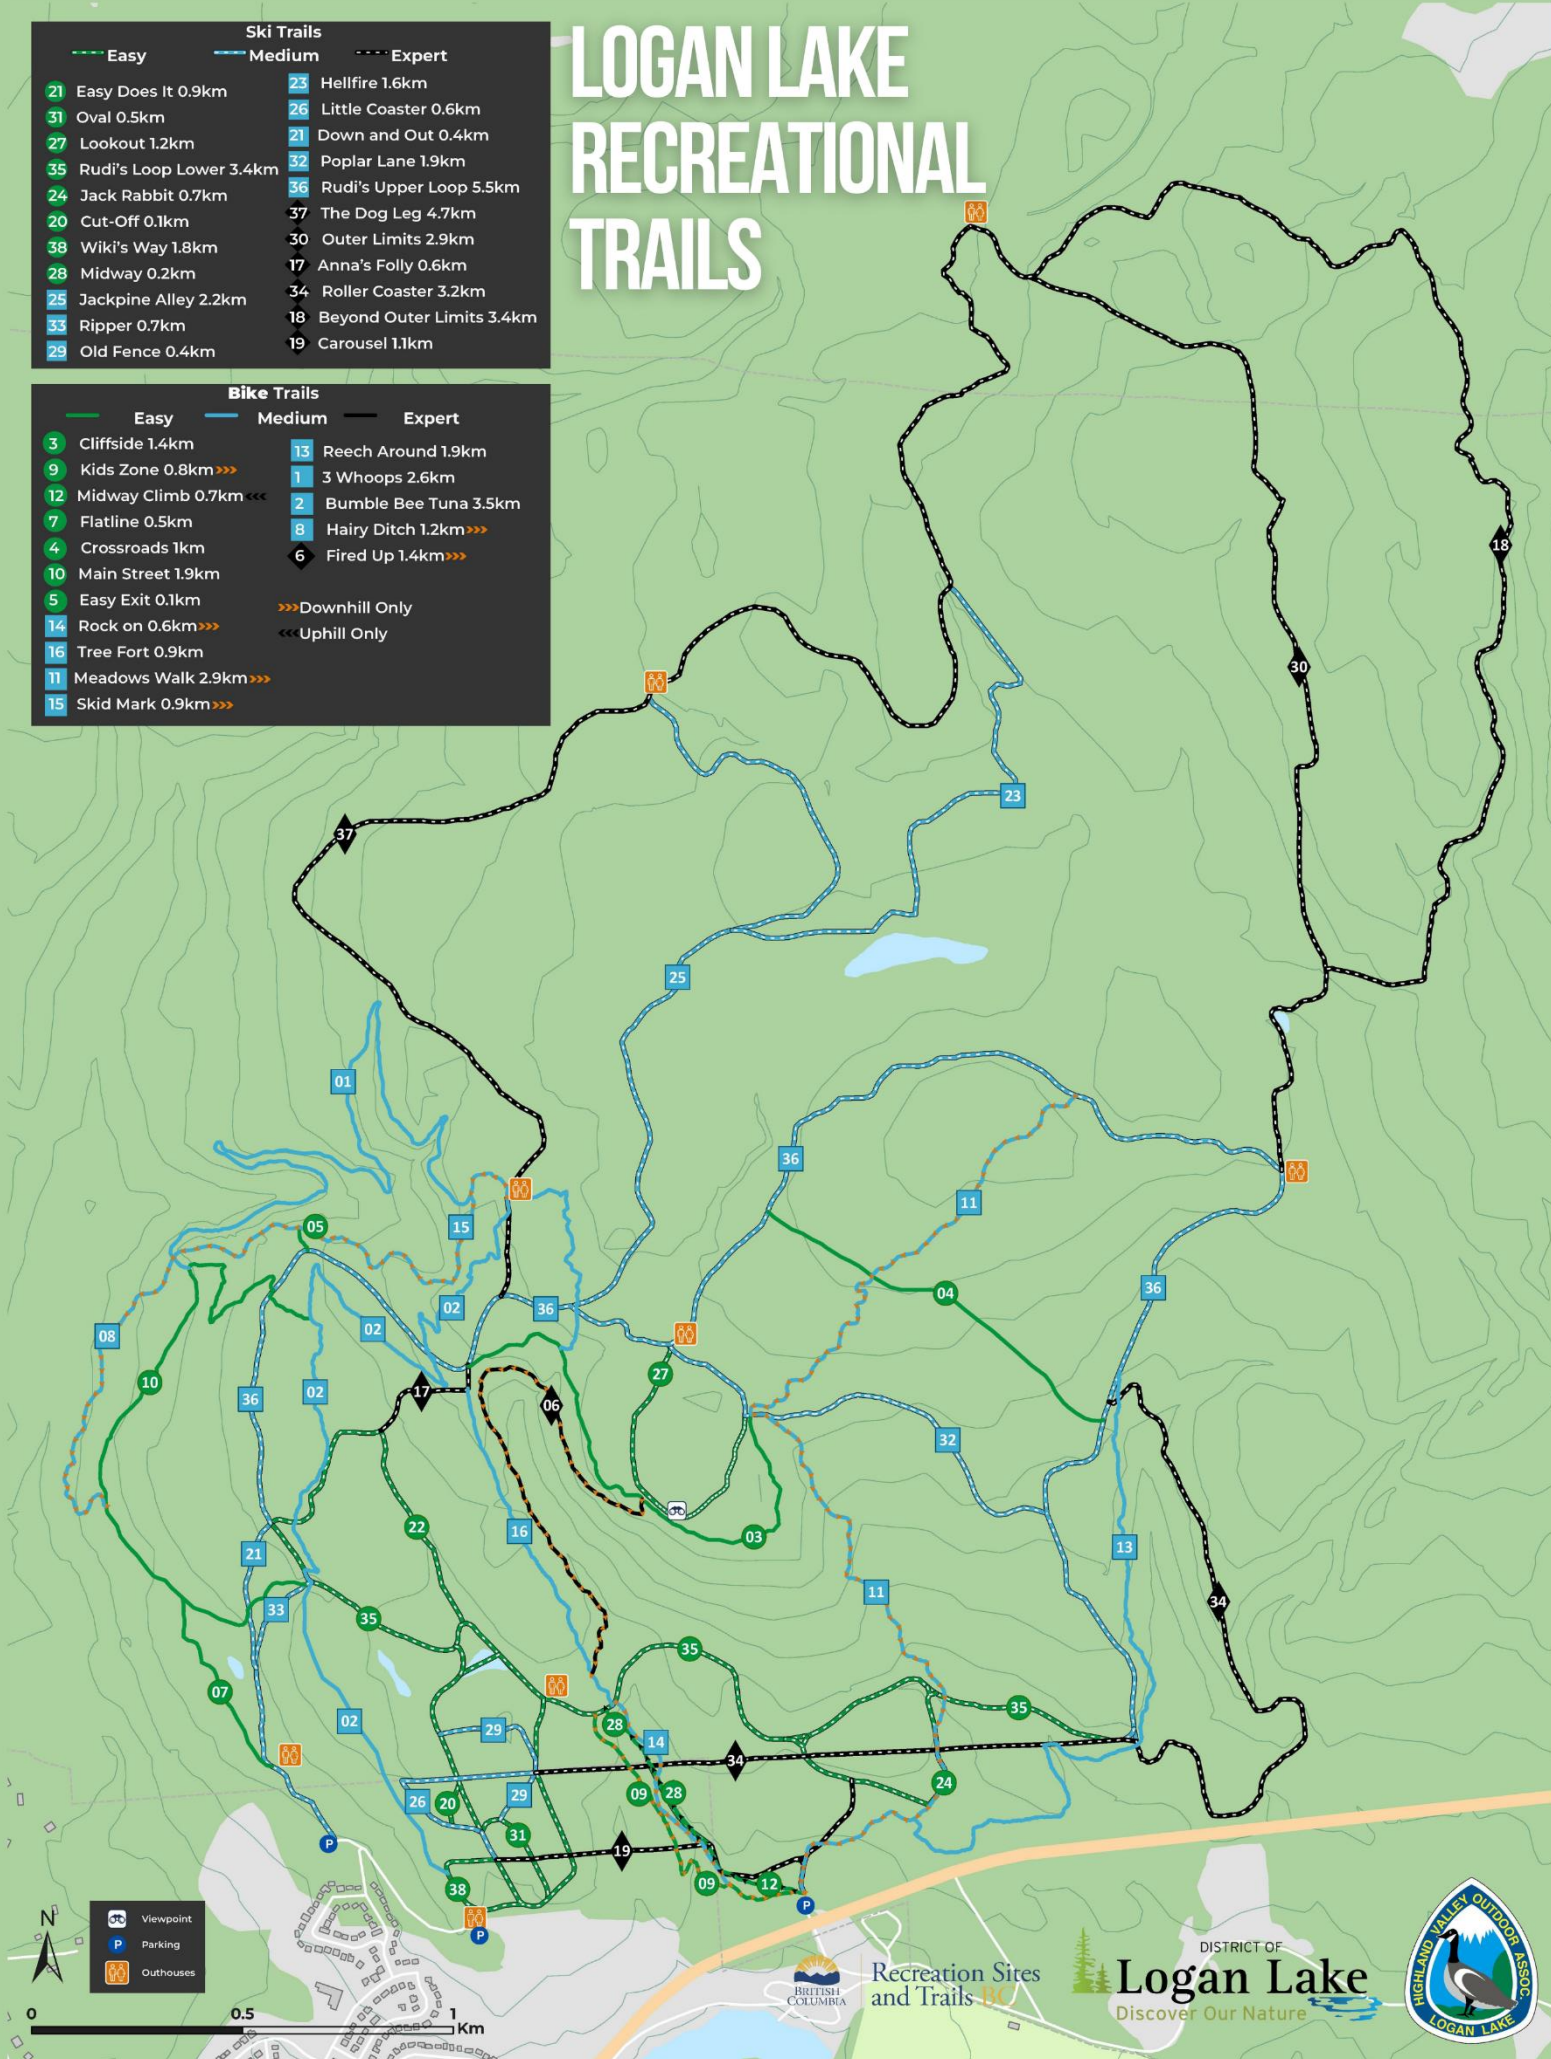 LOGAN LAKE
RECREATIONAL
TRAILS
Ski Trails
Easy Medium Expert
21 Easy Does It 0.9km
31 Oval 0.5km
27 Lookout 1.2km
35 Rudi's Loop Lower 3.4km
24 Jack Rabbit 0.7km
20 Cut-Off 0.1km
38 Wiki's Way 1.8km
28 Midway 0.2km
25 Jackpine Alley 2.2km
33 Ripper 0.7km
29 Old Fence 0.4km
23 Hellfire 1.6km
26 Little Coaster 0.6km
21 Down and Out 0.4km
32 Poplar Lane 1.9km
36 Rudi's Upper Loop 5.5km
37 The Dog Leg 4.7km
30 Outer Limits 2.9km
17 Anna's Folly 0.6km
34 Roller Coaster 3.2km
18 Beyond Outer Limits 3.4km
19 Carousel 1.1km
Bike Trails
Easy Medium Expert
3 Cliffside 1.4km
9 Kids Zone 0.8km>>>
12 Midway Climb 0.7km<<<
7 Flatline 0.5km
4 Crossroads 1km
10 Main Street 1.9km
5 Easy Exit 0.1km
14 Rock on 0.6km>>>
16 Tree Fort 0.9km
11 Meadows Walk 2.9km>>>
15 Skid Mark 0.9km>>>
13 Reech Around 1.9km
1 3 Whoops 2.6km
2 Bumble Bee Tuna 3.5km
8 Hairy Ditch 1.2km>>>
6 Fired Up 1.4km>>>
>>>Downhill Only
<<<Uphill Only
18
30
23
37
25
01
36
11
15
05
04
36
02
36
08
02
27
10
36
02
17
06
32
22
16
03
21
13
11
33
35
34
35
07
35
02
29
28
14
34
24
26
20
29
09
28
31
19
38
09
12
P
P
P
N
Viewpoint
P Parking
Outhouses
0 0.5 1
Km
BRITISH
COLUMBIA
Recreation Sites
and Trails BC
DISTRICT OF
Logan Lake
Discover Our Nature
HIGHLAND VALLEY OUTDOOR ASSOC.
LOGAN LAKE